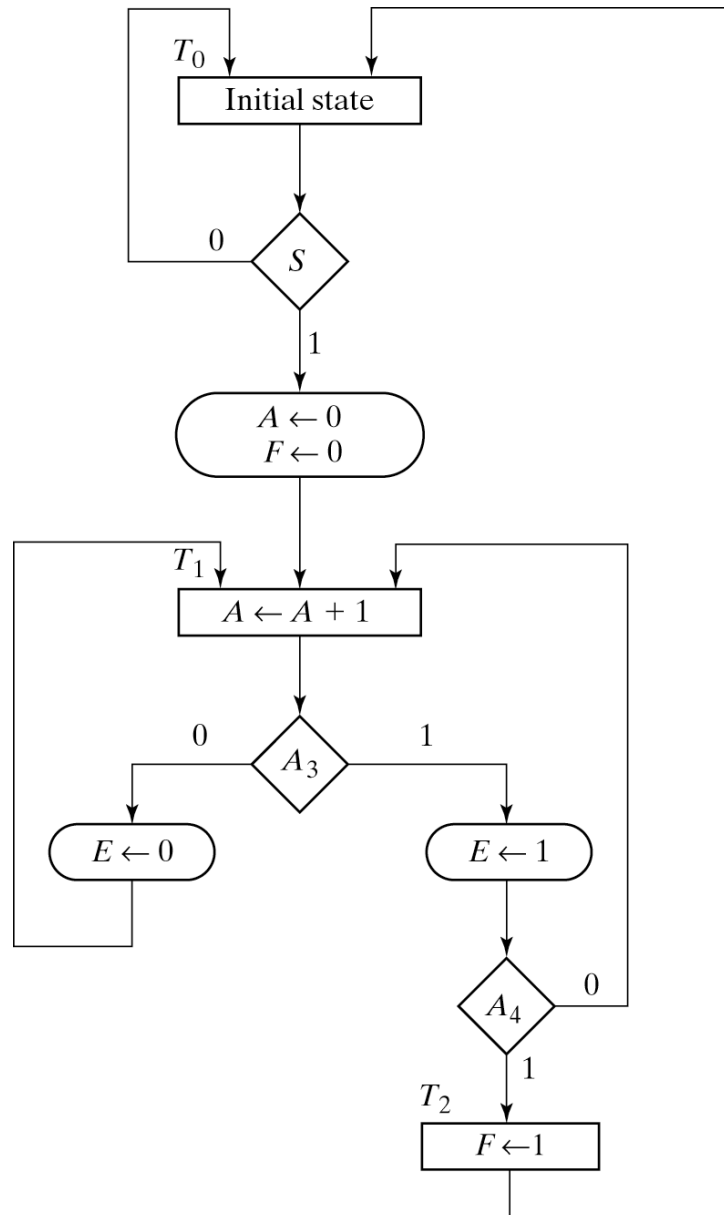 T₀
Initial state
0
S
1
A ← 0
F ← 0
T₁
A ← A + 1
0
A₃
1
E ← 0
E ← 1
A₄
0
1
T₂
F ←1